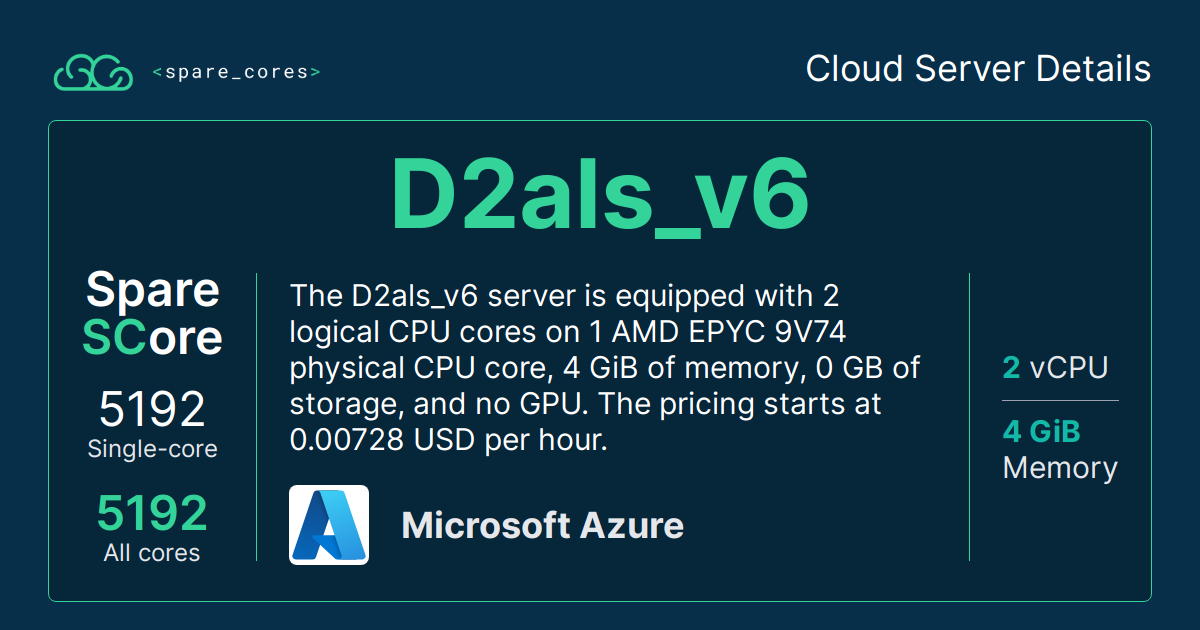 <spare_cores>
Cloud Server Details
D2als_v6
Spare
SCore
5192
Single-core
5192
All cores
The D2als_v6 server is equipped with 2
logical CPU cores on 1 AMD EPYC 9V74
physical CPU core, 4 GiB of memory, 0 GB of
storage, and no GPU. The pricing starts at
0.00728 USD per hour.
Microsoft Azure
2 vCPU
4 GiB
Memory